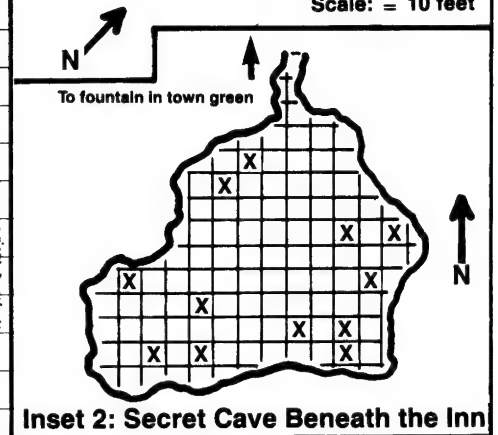 Scale: = 10 feet
N
To fountain in town green
X
X
X X
X X
X
X X
X X X
N
Inset 2: Secret Cave Beneath the Inn